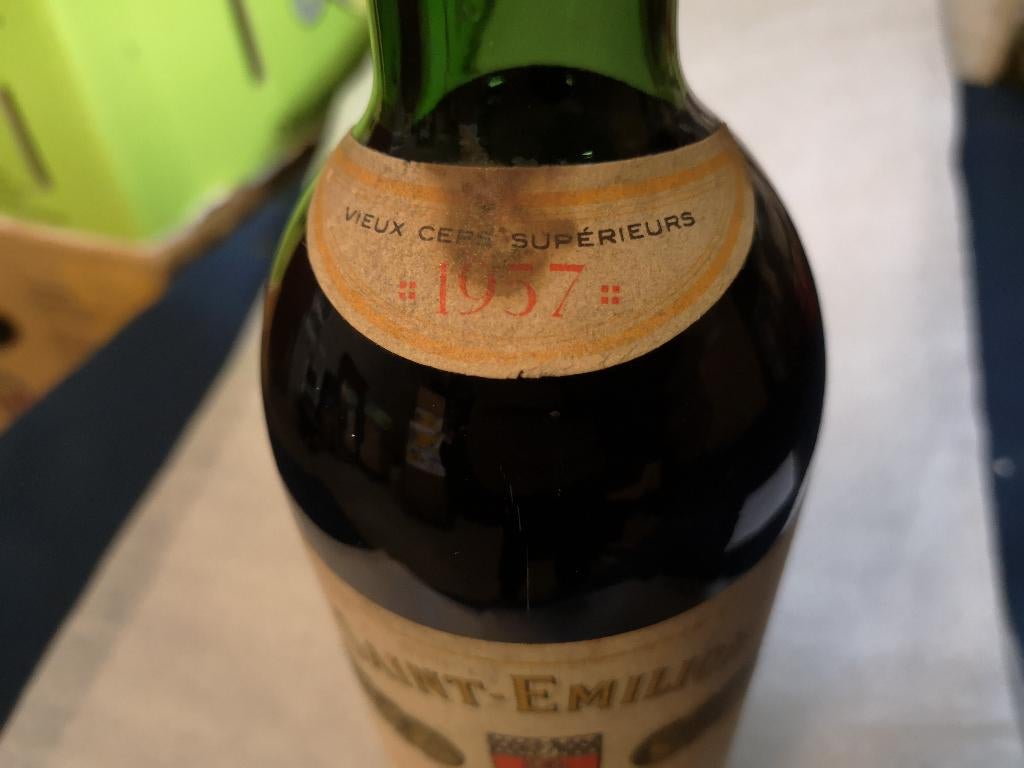 VIEUX CEPS SUPÉRIEURS
1957
SAINT-EMILION